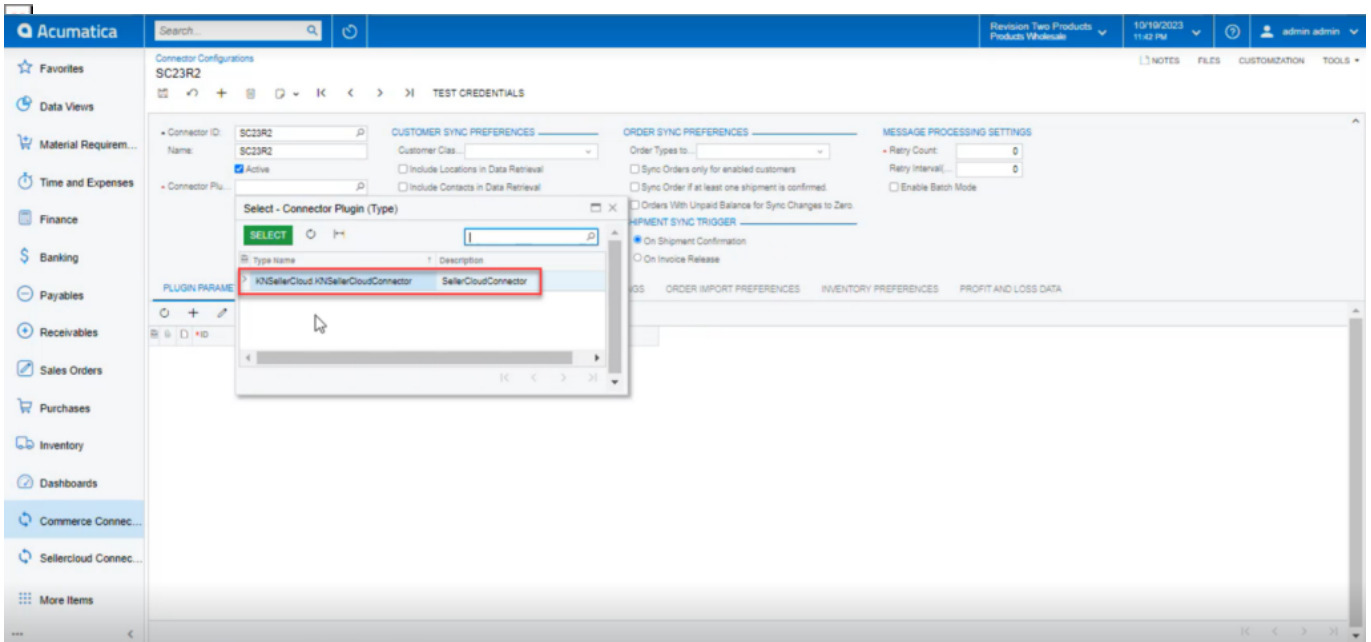 Acumatica
Search...
Revision Two Products
Products Wholesale
10/19/2023
11:42 PM
admin admin
Favorites
Data Views
Material Requirem...
Time and Expenses
Finance
Banking
Payables
Receivables
Sales Orders
Purchases
Inventory
Dashboards
Commerce Connec...
Sellercloud Connec...
More Items
Connector Configurations
SC23R2
NOTES FILES CUSTOMIZATION TOOLS
TEST CREDENTIALS
Connector ID: SC23R2
Name: SC23R2
Active
Connector Plu...
CUSTOMER SYNC PREFERENCES
Customer Clas...
Include Locations in Data Retrieval
Include Contacts in Data Retrieval
ORDER SYNC PREFERENCES
Order Types to...
Sync Orders only for enabled customers
Sync Order if at least one shipment is confirmed.
Orders With Unpaid Balance for Sync Changes to Zero.
HIPMENT SYNC TRIGGER
On Shipment Confirmation
On Invoice Release
MESSAGE PROCESSING SETTINGS
Retry Count: 0
Retry Interval(... 0
Enable Batch Mode
Select - Connector Plugin (Type)
SELECT
Type Name Description
KNSellerCloud.KNSellerCloudConnector SellerCloudConnector
PLUGIN PARAME
NGS ORDER IMPORT PREFERENCES INVENTORY PREFERENCES PROFIT AND LOSS DATA
ID